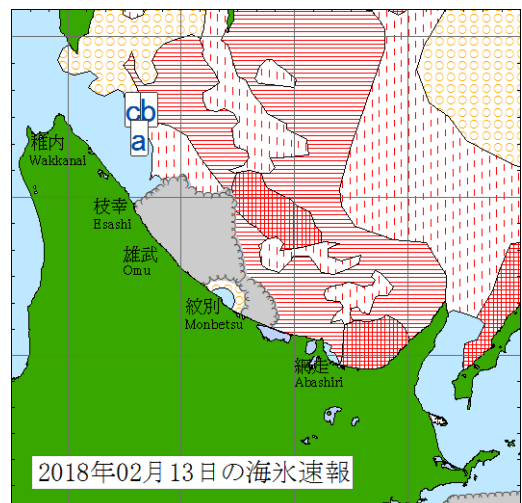 cb
a
稚内
Wakkanai
枝幸
Esashi
雄武
Omu
紋別
Monbetsu
網走
Abashiri
2018年02月13日の海氷速報